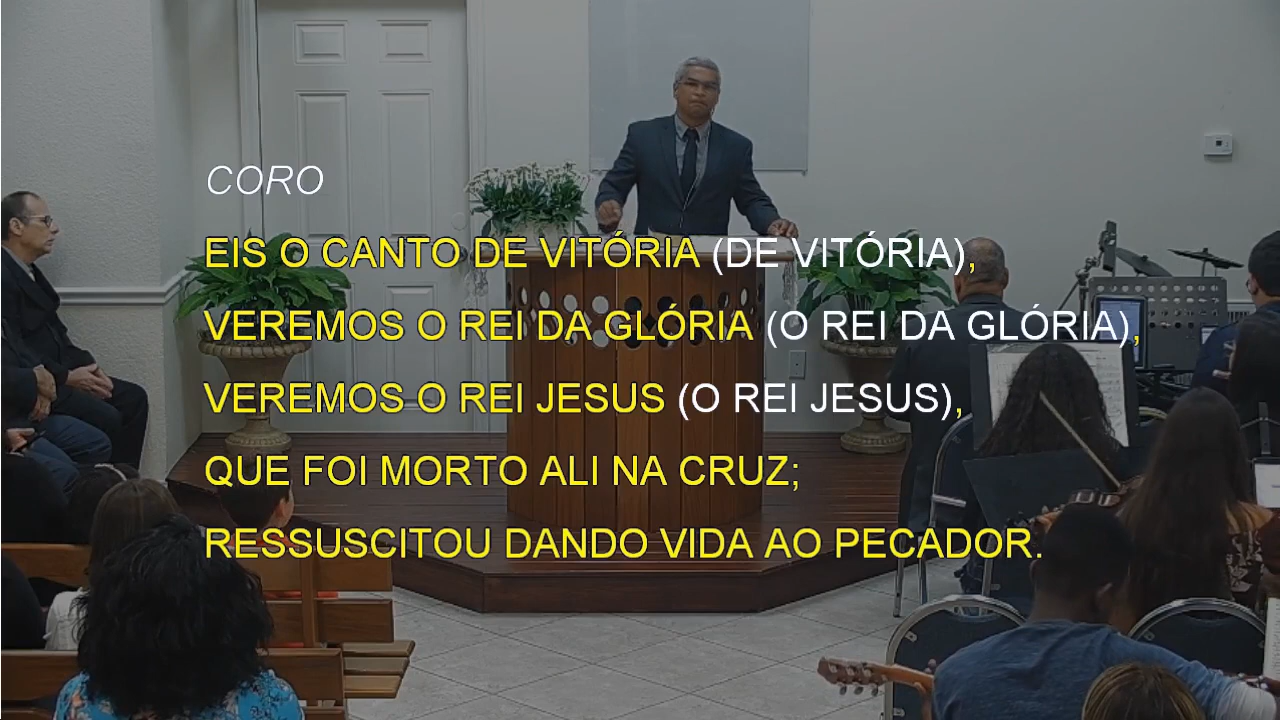 CORO
EIS O CANTO DE VITÓRIA (DE VITÓRIA),
VEREMOS O REI DA GLÓRIA (O REI DA GLÓRIA),
VEREMOS O REI JESUS (O REI JESUS),
QUE FOI MORTO ALI NA CRUZ;
RESSUSCITOU DANDO VIDA AO PECADOR.